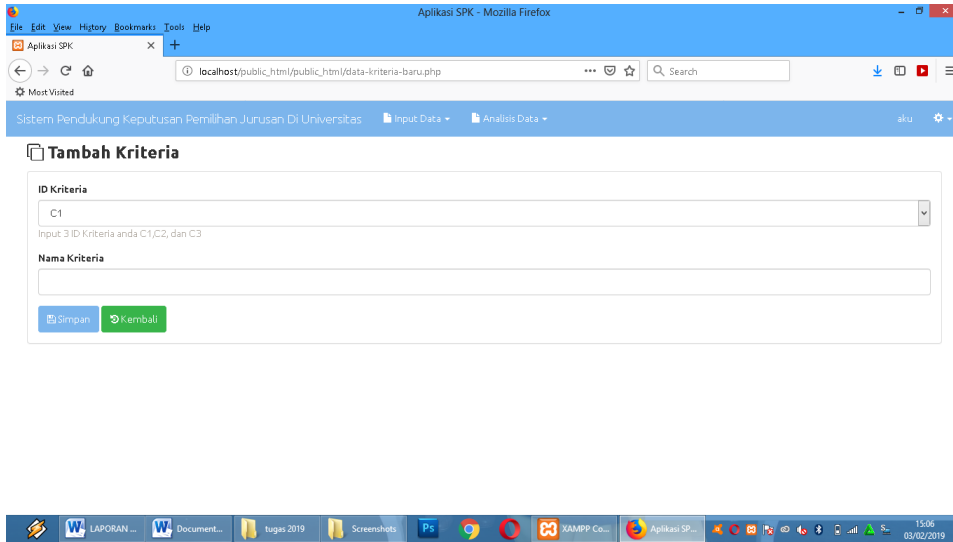 Aplikasi SPK - Mozilla Firefox
File Edit View History Bookmarks Tools Help
Aplikasi SPK
localhost/public_html/public_html/data-kriteria-baru.php
Search
Most Visited
Sistem Pendukung Keputusan Pemilihan Jurusan Di Universitas Input Data Analisis Data aku
Tambah Kriteria
ID Kriteria
C1
Input 3 ID Kriteria anda C1,C2, dan C3
Nama Kriteria
Simpan Kembali
LAPORAN ... Document... tugas 2019 Screenshots Ps XAMPP Co... Aplikasi SP...
15:06
03/02/2019